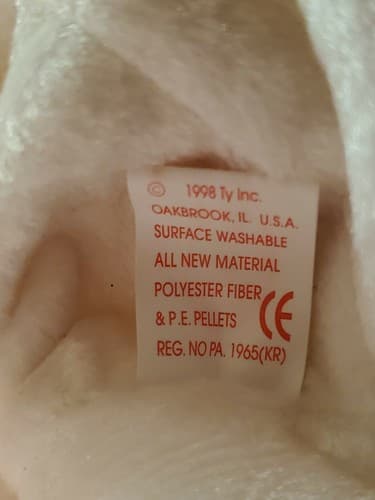 © 1998 Ty Inc.
OAKBROOK, IL U.S.A.
SURFACE WASHABLE
ALL NEW MATERIAL
POLYESTER FIBER
& P.E. PELLETS CE
REG. NO PA. 1965(KR)